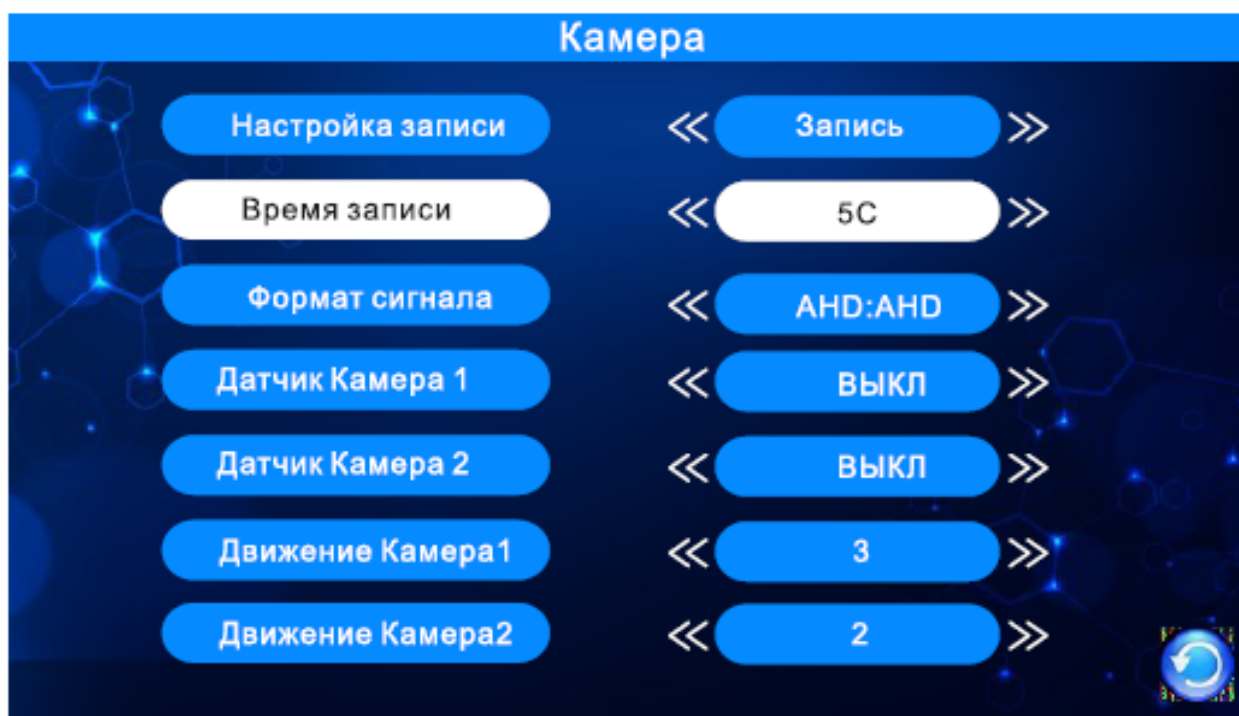 Камера
Настройка записи « Запись »
Время записи « 5С »
Формат сигнала « AHD:AHD »
Датчик Камера 1 « ВЫКЛ »
Датчик Камера 2 « ВЫКЛ »
Движение Камера1 « 3 »
Движение Камера2 « 2 »